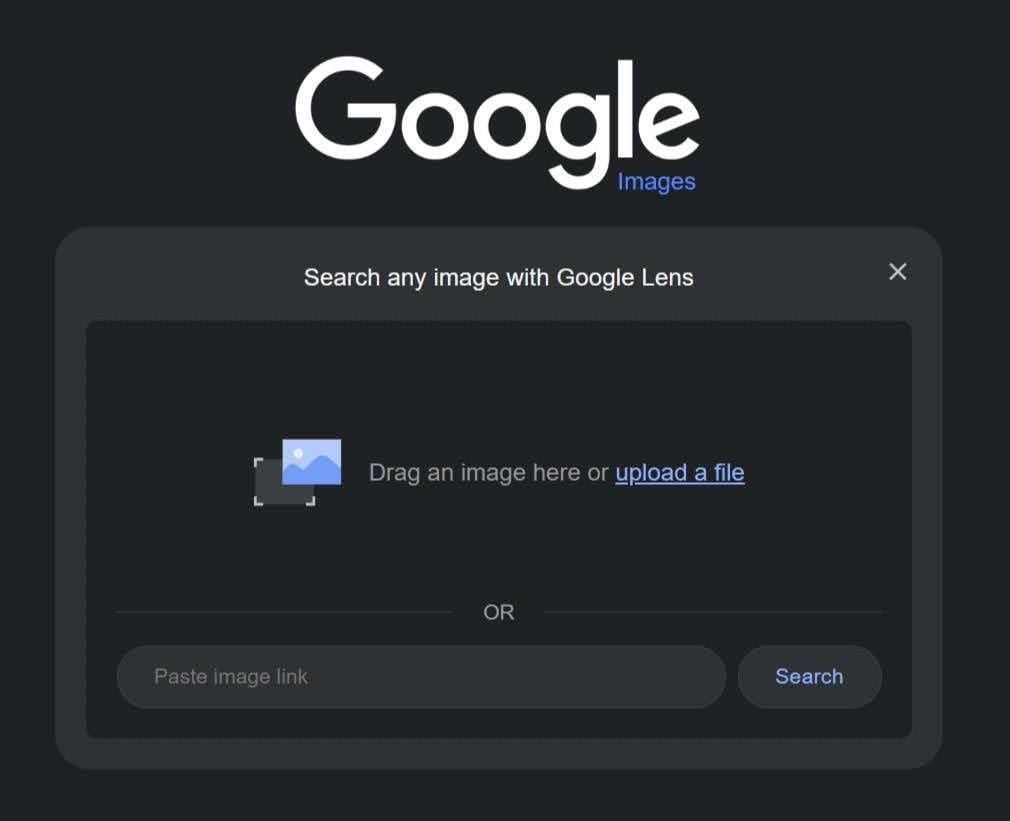 Google
Images
Search any image with Google Lens
Drag an image here or upload a file
OR
Paste image link
Search